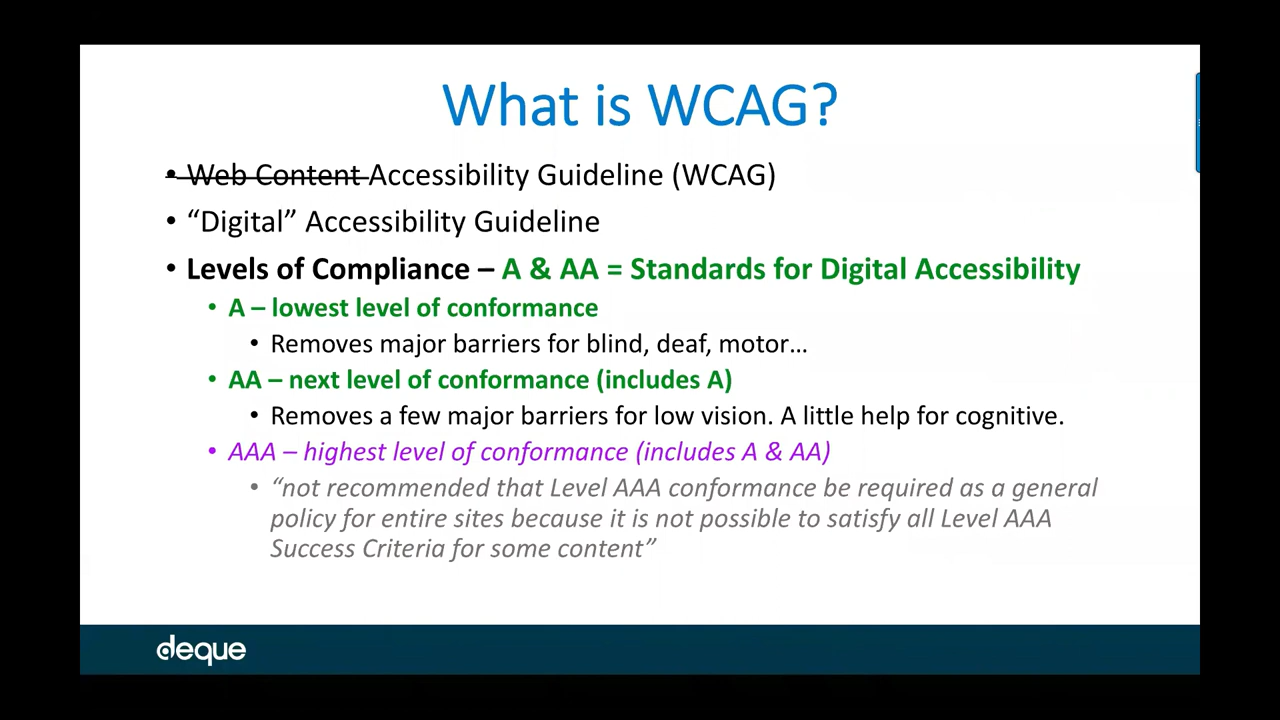 What is WCAG?
• Web Content Accessibility Guideline (WCAG)
• “Digital” Accessibility Guideline
• Levels of Compliance – A & AA = Standards for Digital Accessibility
• A – lowest level of conformance
• Removes major barriers for blind, deaf, motor…
• AA – next level of conformance (includes A)
• Removes a few major barriers for low vision. A little help for cognitive.
• AAA – highest level of conformance (includes A & AA)
• “not recommended that Level AAA conformance be required as a general
policy for entire sites because it is not possible to satisfy all Level AAA
Success Criteria for some content”
deque